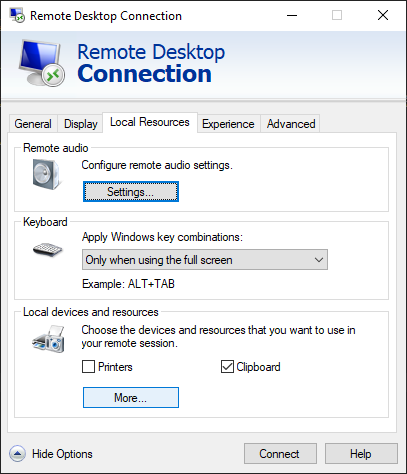 Remote Desktop Connection
Remote Desktop
Connection
General Display Local Resources Experience Advanced
Remote audio
Configure remote audio settings.
Settings...
Keyboard
Apply Windows key combinations:
Only when using the full screen
Example: ALT+TAB
Local devices and resources
Choose the devices and resources that you want to use in
your remote session.
Printers Clipboard
More...
Hide Options Connect Help